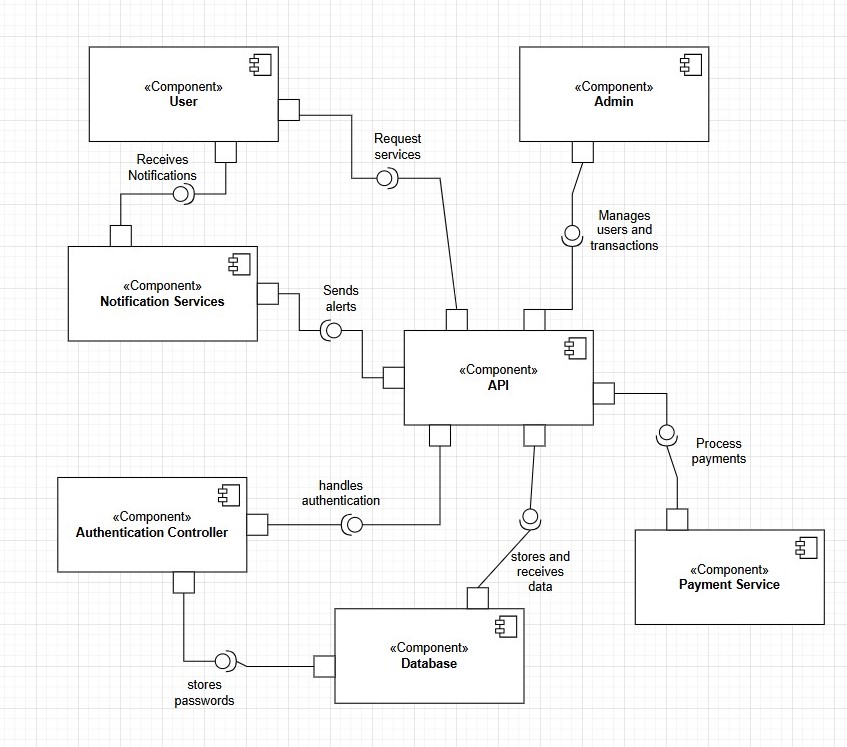 «Component»
User
«Component»
Admin
Request
services
Receives
Notifications
Manages
users and
transactions
«Component»
Notification Services
Sends
alerts
«Component»
API
Process
payments
handles
authentication
«Component»
Authentication Controller
stores and
receives
data
«Component»
Payment Service
«Component»
Database
stores
passwords